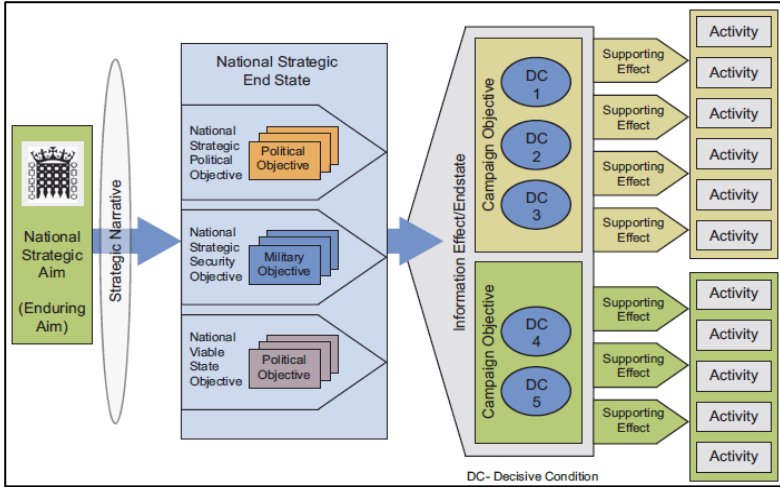 National
Strategic
Aim
(Enduring
Aim)
Strategic Narrative
National Strategic
End State
National
Strategic
Political
Objective
Political
Objective
National
Strategic
Security
Objective
Military
Objective
National
Viable
State
Objective
Political
Objective
Information Effect/Endstate
Campaign Objective
DC
1
DC
2
DC
3
Campaign Objective
DC
4
DC
5
Supporting
Effect
Supporting
Effect
Supporting
Effect
Supporting
Effect
Supporting
Effect
Supporting
Effect
Supporting
Effect
Activity
Activity
Activity
Activity
Activity
Activity
Activity
Activity
Activity
Activity
Activity
DC- Decisive Condition